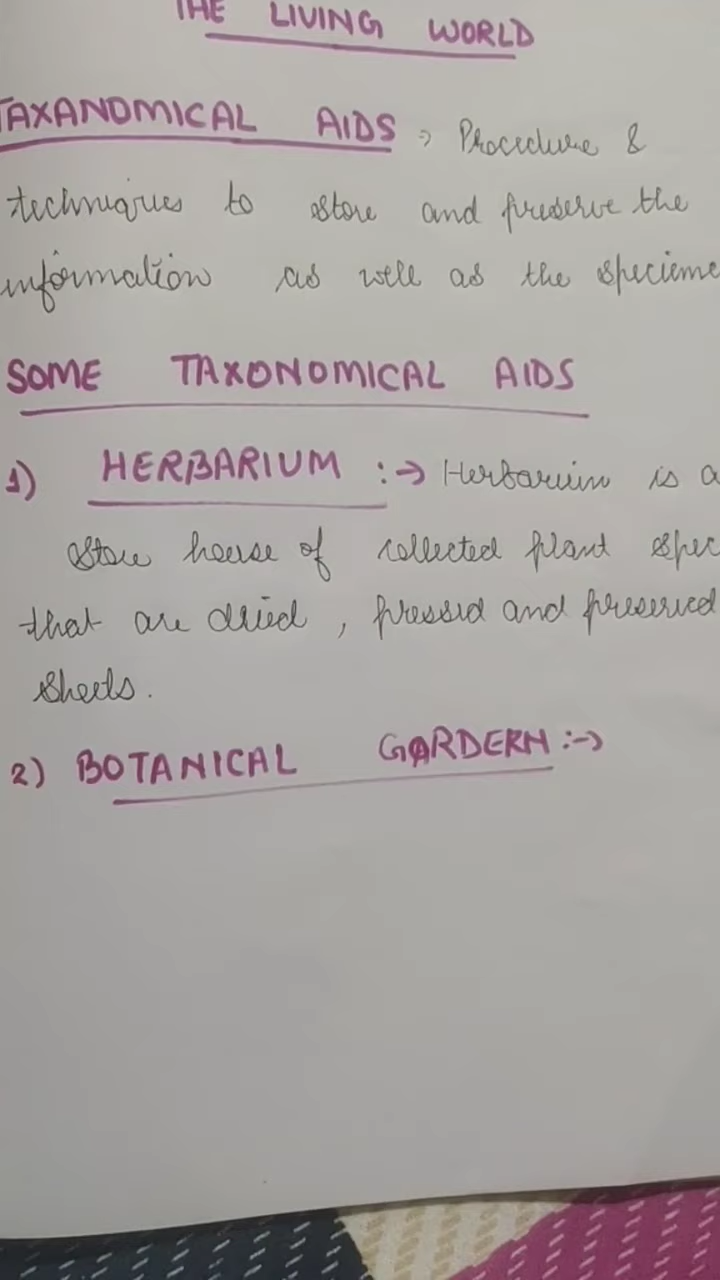 THE LIVING WORLD
TAXANOMICAL AIDS :→ Procedure &
techniques to store and preserve the
information as well as the specieme
SOME TAXONOMICAL AIDS
1) HERBARIUM :→ Herbarium is a
store house of collected plant spec
that are dried, pressed and preserved
sheets.
2) BOTANICAL GARDERN :→